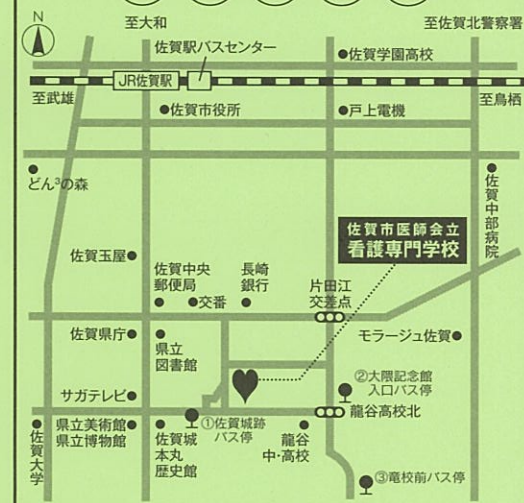 N
至大和
至佐賀北警察署
佐賀駅バスセンター
●佐賀学園高校
JR佐賀駅
至武雄
至鳥栖
●佐賀市役所
●戸上電機
どん³の森
佐賀中部病院
佐賀市医師会立
看護専門学校
佐賀玉屋●
佐賀中央
郵便局
●交番
長崎
銀行
片田江
交差点
佐賀県庁●
県立
図書館
モラージュ佐賀●
サガテレビ●
②大隈記念館
入口バス停
県立美術館●
県立博物館
①佐賀城跡
バス停
龍谷高校北
佐賀大学
佐賀城
本丸
歴史館
龍谷
中・高校
③竜校前バス停